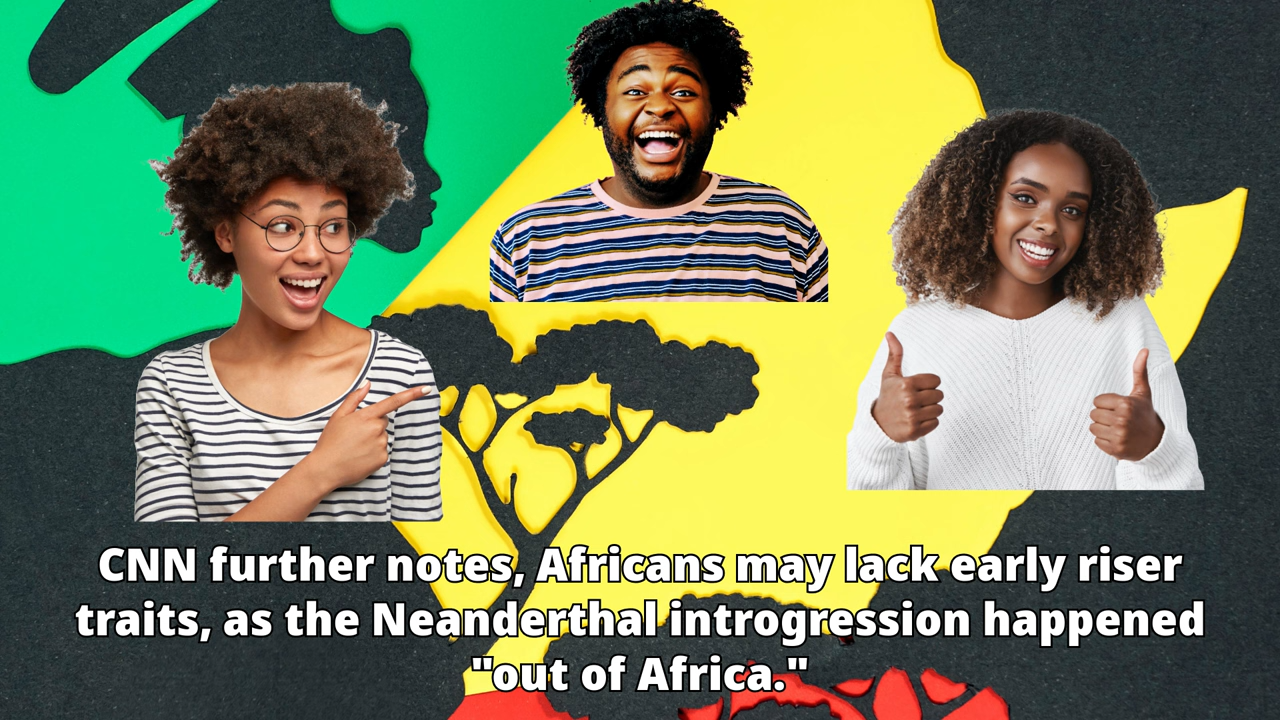 CNN further notes, Africans may lack early riser
traits, as the Neanderthal introgression happened
"out of Africa."